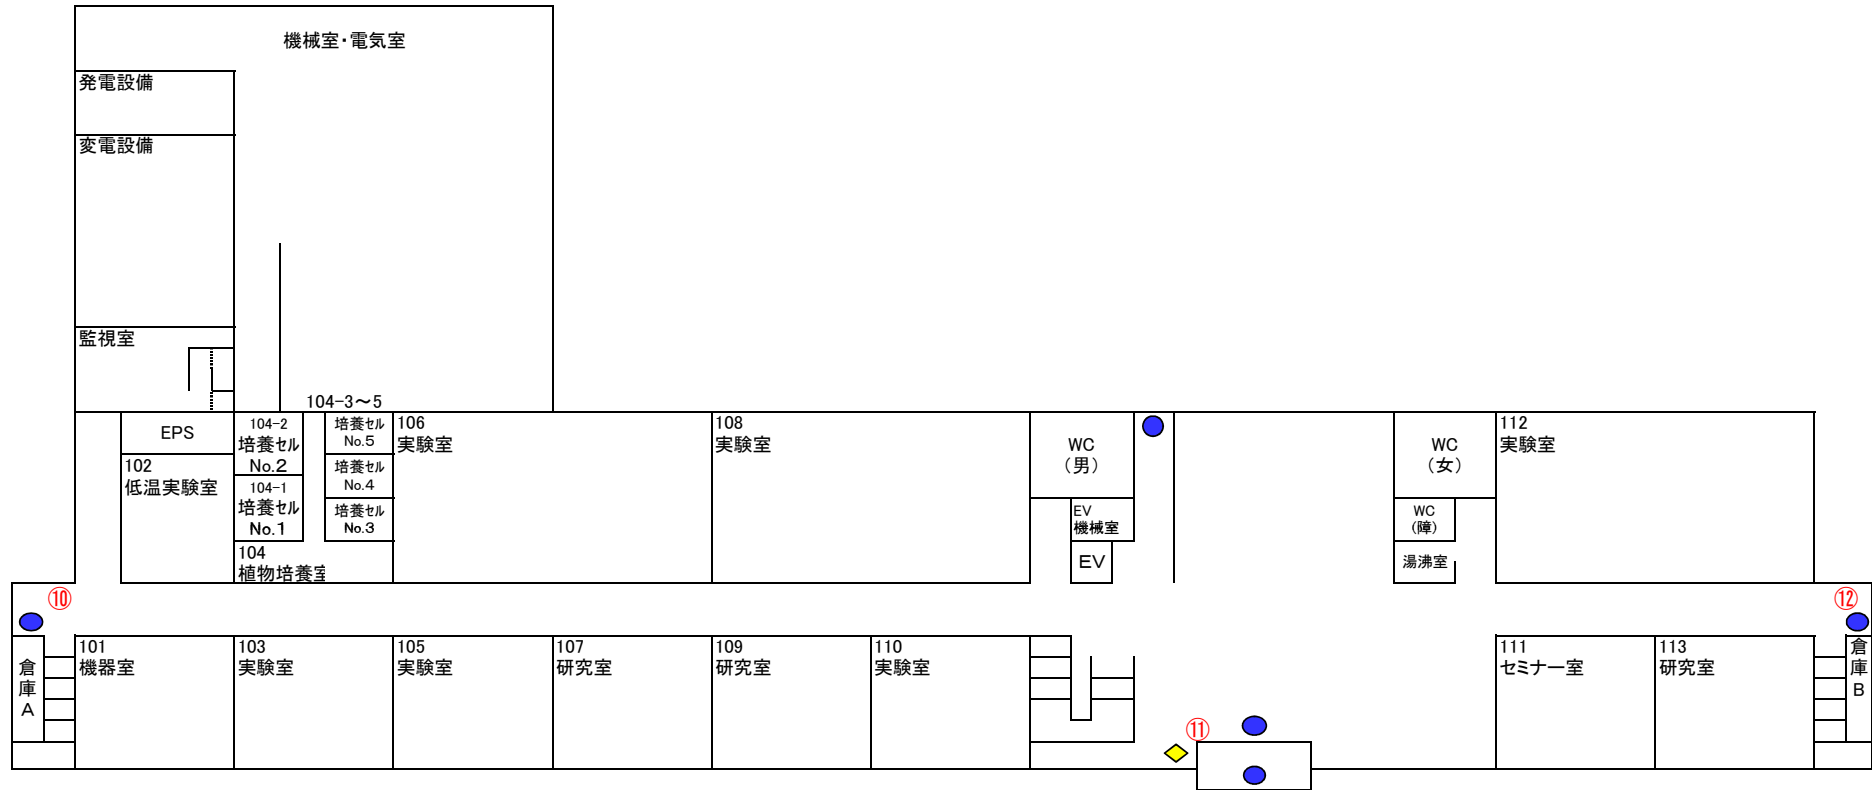 機械室・電気室
発電設備
変電設備
監視室
104-3～5
EPS
102
低温実験室
104-2
培養セル
No.2
104-1
培養セル
No.1
104
植物培養室
培養セル
No.5
培養セル
No.4
培養セル
No.3
106
実験室
108
実験室
WC
（男）
EV
機械室
EV
WC
（女）
WC
（障）
湯沸室
112
実験室
⑩
⑫
倉
庫
A
101
機器室
103
実験室
105
実験室
107
研究室
109
研究室
110
実験室
⑪
111
セミナー室
113
研究室
倉
庫
B